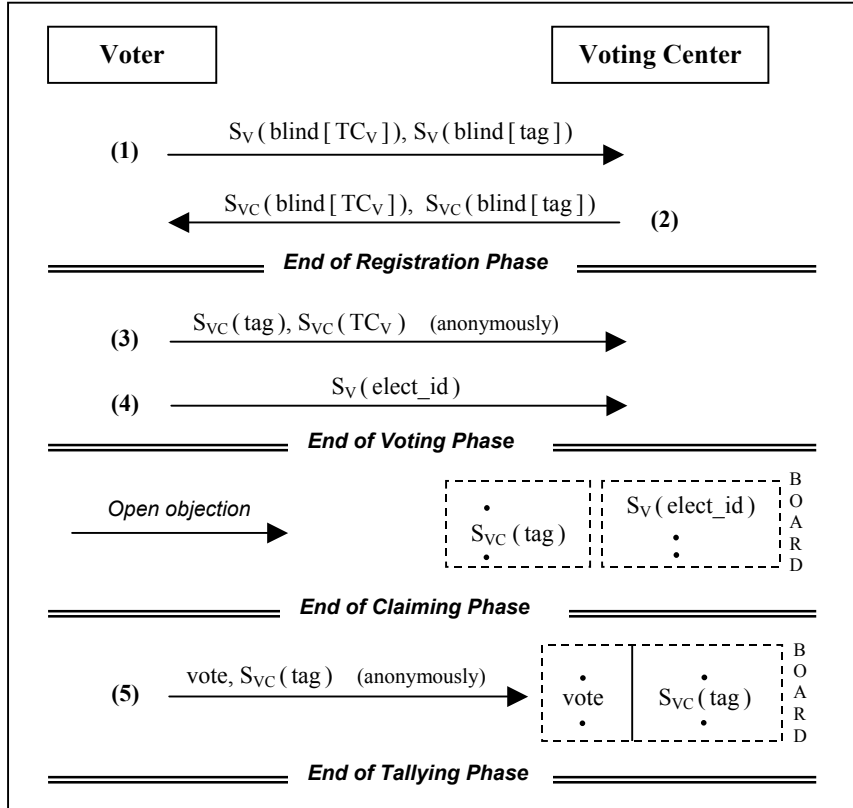 Voter Voting Center
S_V(blind[TC_V]), S_V(blind[tag])
(1)
S_VC(blind[TC_V]), S_VC(blind[tag])
(2)
End of Registration Phase
S_VC(tag), S_VC(TC_V) (anonymously)
(3)
S_V(elect_id)
(4)
End of Voting Phase
Open objection
S_VC(tag)
S_V(elect_id)
BOARD
End of Claiming Phase
vote, S_VC(tag) (anonymously)
(5)
vote
S_VC(tag)
BOARD
End of Tallying Phase